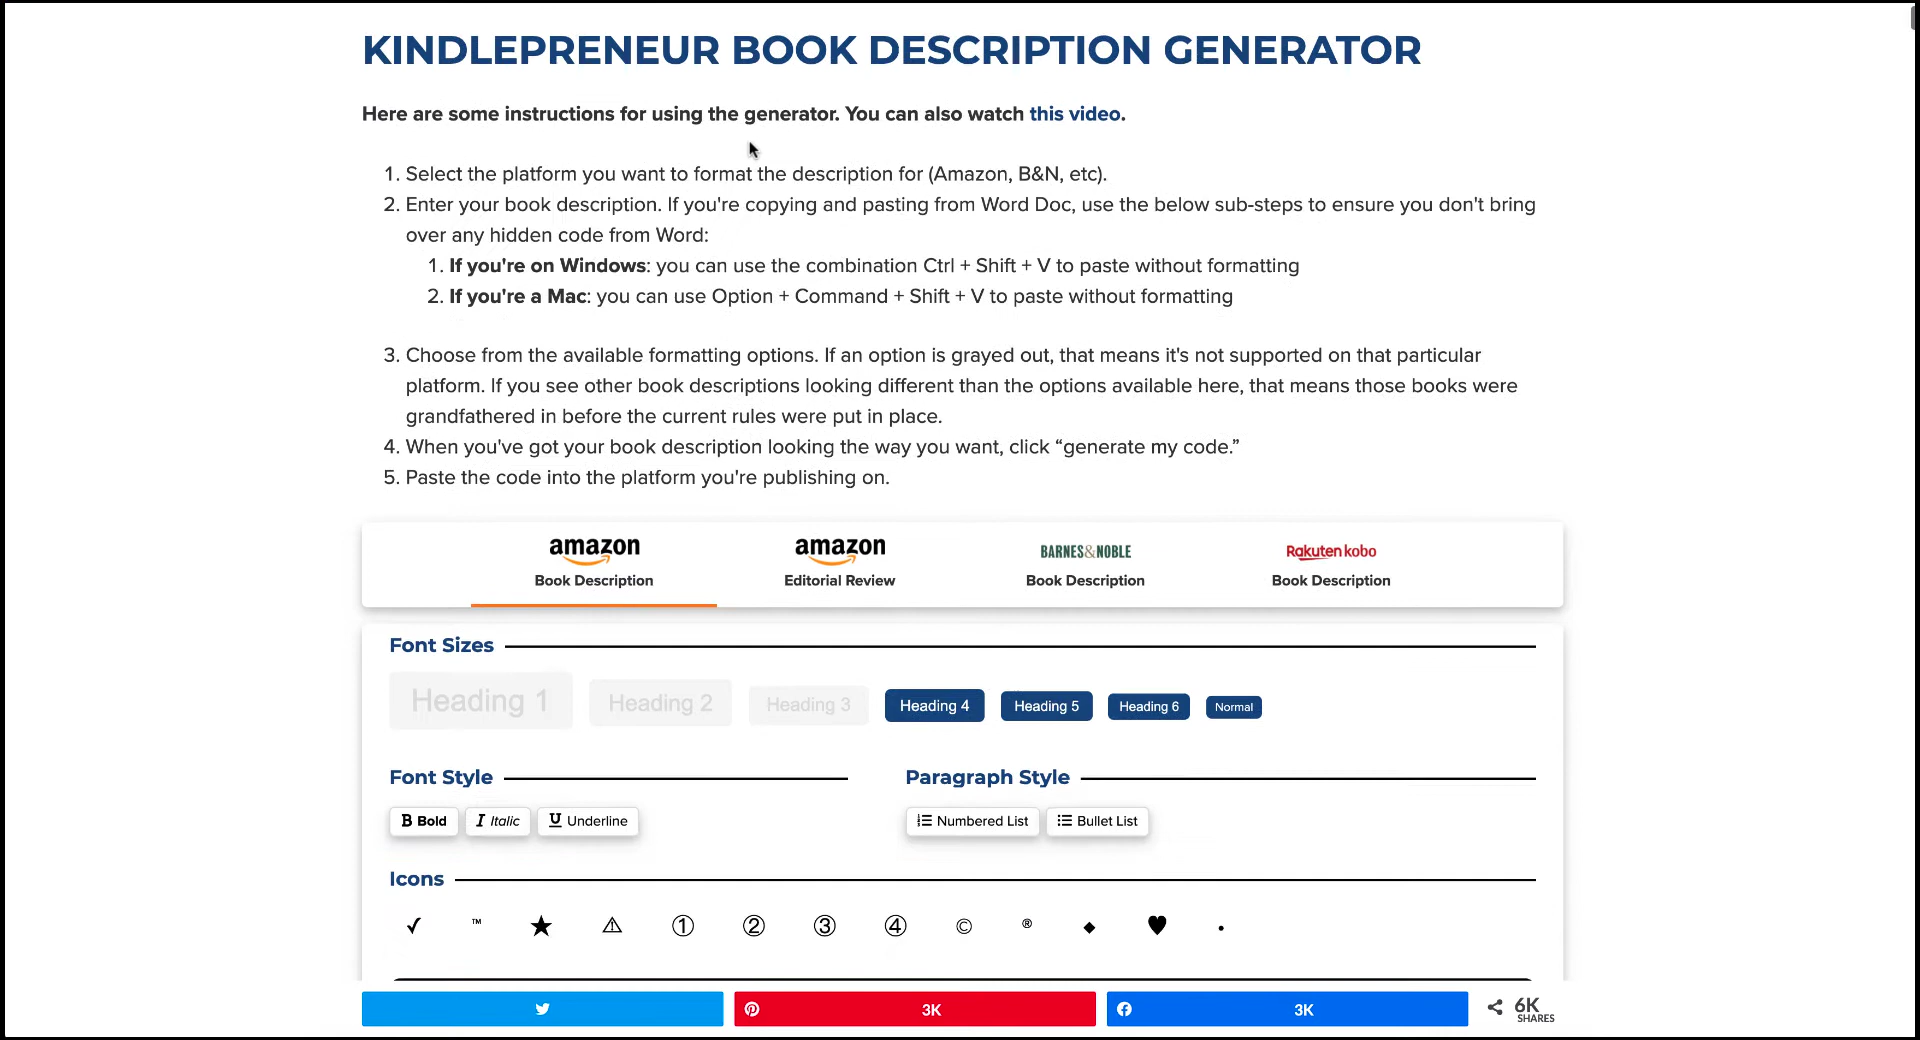 KINDLEPRENEUR BOOK DESCRIPTION GENERATOR
Here are some instructions for using the generator. You can also watch this video.
1. Select the platform you want to format the description for (Amazon, B&N, etc).
2. Enter your book description. If you're copying and pasting from Word Doc, use the below sub-steps to ensure you don't bring
over any hidden code from Word:
1. If you're on Windows: you can use the combination Ctrl + Shift + V to paste without formatting
2. If you're a Mac: you can use Option + Command + Shift + V to paste without formatting
3. Choose from the available formatting options. If an option is grayed out, that means it's not supported on that particular
platform. If you see other book descriptions looking different than the options available here, that means those books were
grandfathered in before the current rules were put in place.
4. When you've got your book description looking the way you want, click “generate my code.”
5. Paste the code into the platform you're publishing on.
amazon amazon BARNES&NOBLE Rakuten kobo
Book Description Editorial Review Book Description Book Description
Font Sizes
Heading 1 Heading 2 Heading 3 Heading 4 Heading 5 Heading 6 Normal
Font Style Paragraph Style
B Bold I Italic U Underline Numbered List Bullet List
Icons
✓ ™ ★ ⚠ ① ② ③ ④ © ® ◆ ♥ •
3K 3K 6K
SHARES